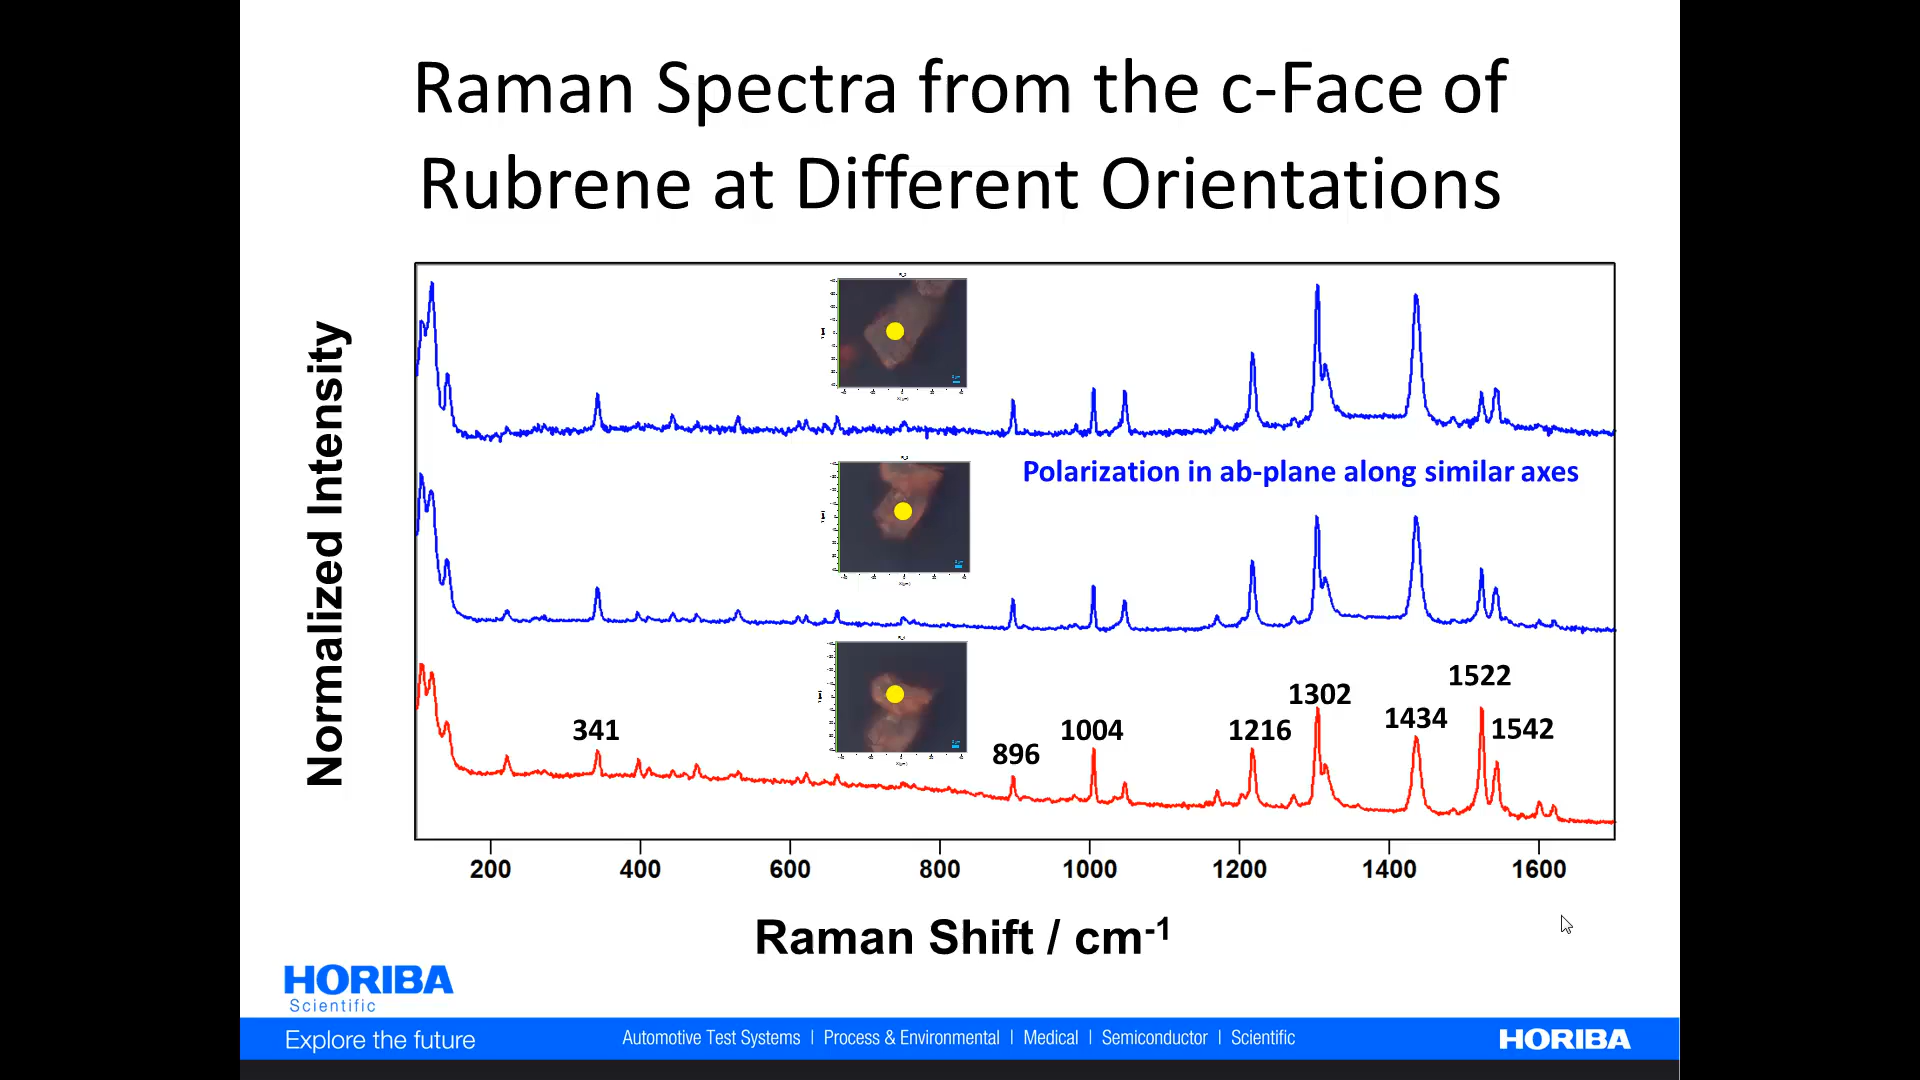 Raman Spectra from the c-Face of
Rubrene at Different Orientations
Normalized Intensity
Polarization in ab-plane along similar axes
341
896
1004
1216
1302
1434
1522
1542
200 400 600 800 1000 1200 1400 1600
Raman Shift / cm-1
HORIBA
Scientific
Explore the future
Automotive Test Systems | Process & Environmental | Medical | Semiconductor | Scientific
HORIBA